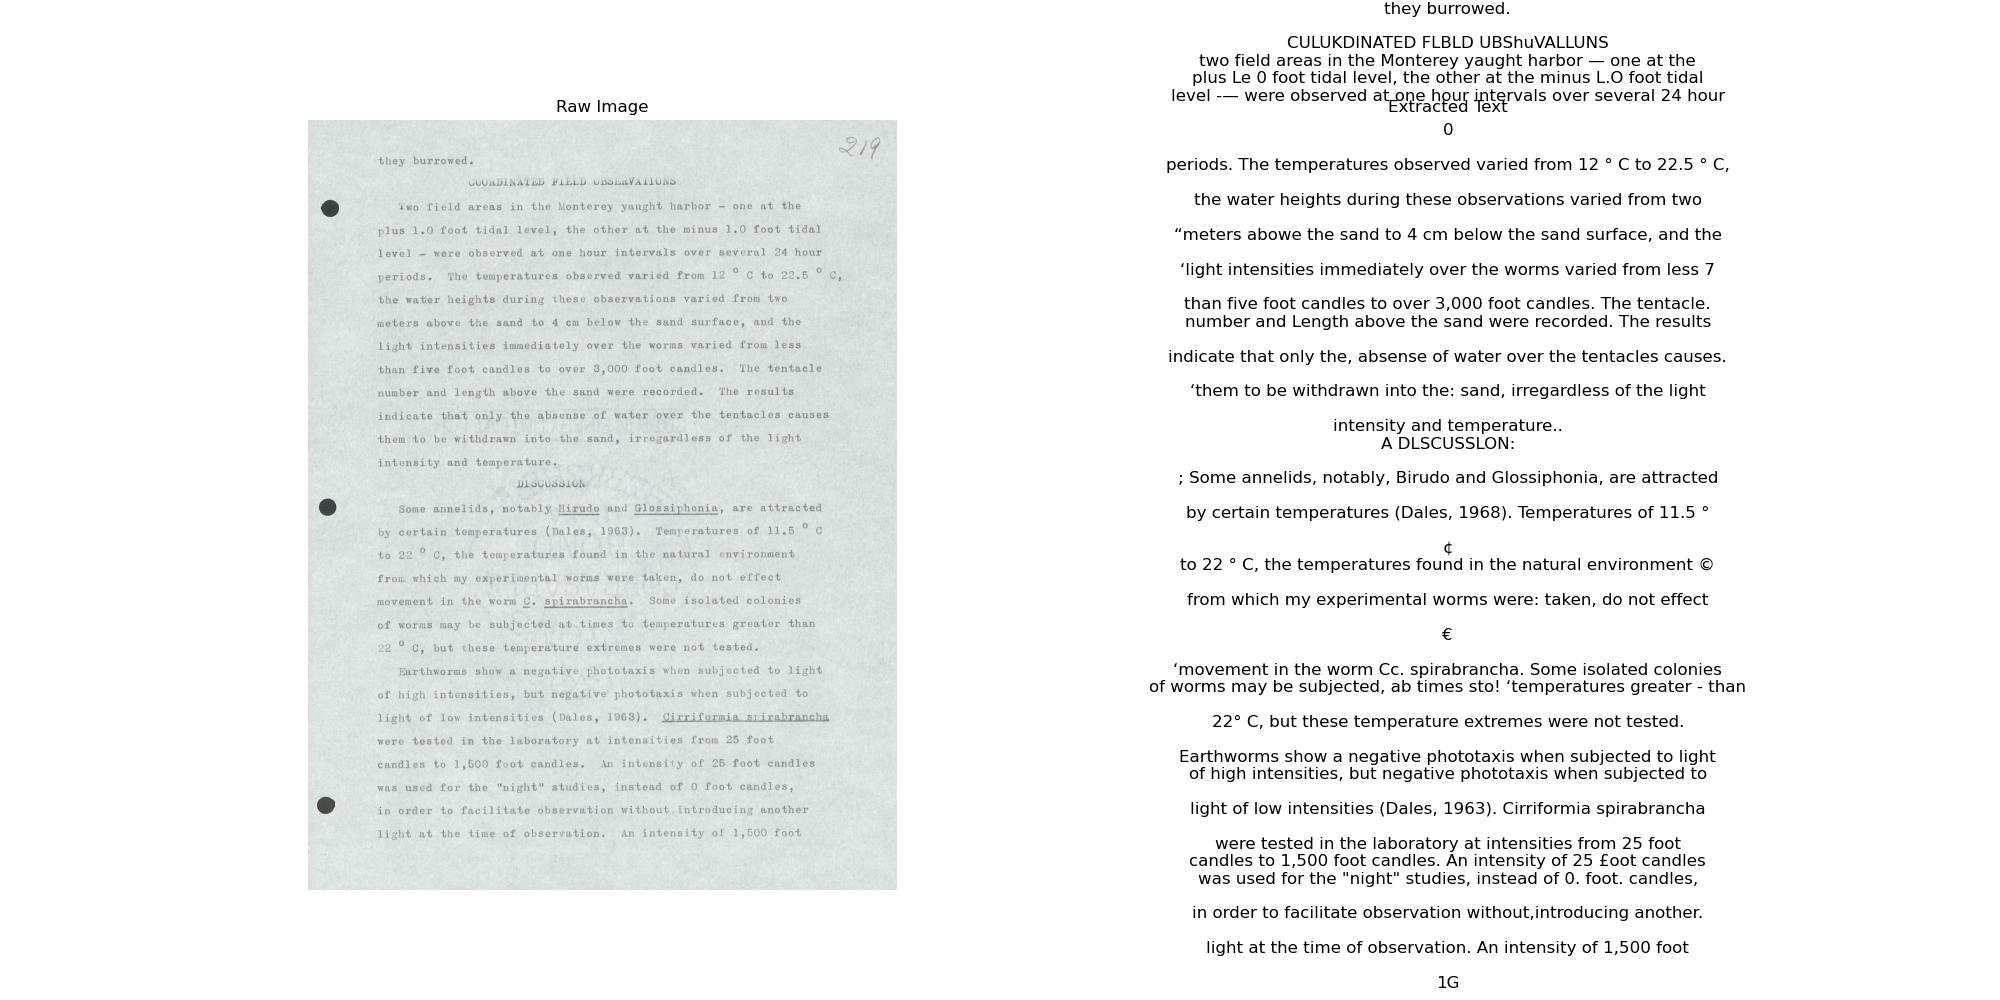 Raw Image
219
they burrowed.
COORDINATED FIELD OBSERVATIONS
Two field areas in the Monterey yaught harbor - one at the
plus 1.0 foot tidal level, the other at the minus 1.0 foot tidal
level - were observed at one hour intervals over several 24 hour
periods. The temperatures observed varied from 12 ° C to 22.5 ° C,
the water heights during these observations varied from two
meters above the sand to 4 cm below the sand surface, and the
light intensities immediately over the worms varied from less
than five foot candles to over 3,000 foot candles. The tentacle
number and length above the sand were recorded. The results
indicate that only the absense of water over the tentacles causes
them to be withdrawn into the sand, irregardless of the light
intensity and temperature.
DISCUSSION
Some annelids, notably Hirudo and Glossiphonia, are attracted
by certain temperatures (Dales, 1963). Temperatures of 11.5 ° C
to 22 ° C, the temperatures found in the natural environment
from which my experimental worms were taken, do not effect
movement in the worm C. spirabrancha. Some isolated colonies
of worms may be subjected at times to temperatures greater than
22 ° C, but these temperature extremes were not tested.
Earthworms show a negative phototaxis when subjected to light
of high intensities, but negative phototaxis when subjected to
light of low intensities (Dales, 1963). Cirriformia spirabrancha
were tested in the laboratory at intensities from 25 foot
candles to 1,500 foot candles. An intensity of 25 foot candles
was used for the "night" studies, instead of 0 foot candles,
in order to facilitate observation without introducing another
light at the time of observation. An intensity of 1,500 foot
they burrowed.
CULUKDINATED FLBLD UBShuVALLUNS
two field areas in the Monterey yaught harbor — one at the
plus Le 0 foot tidal level, the other at the minus L.O foot tidal
level -— were observed at one hour intervals over several 24 hour
Extracted Text
0
periods. The temperatures observed varied from 12 ° C to 22.5 ° C,
the water heights during these observations varied from two
“meters abowe the sand to 4 cm below the sand surface, and the
‘light intensities immediately over the worms varied from less 7
than five foot candles to over 3,000 foot candles. The tentacle.
number and Length above the sand were recorded. The results
indicate that only the, absense of water over the tentacles causes.
‘them to be withdrawn into the: sand, irregardless of the light
intensity and temperature..
A DLSCUSSLON:
; Some annelids, notably, Birudo and Glossiphonia, are attracted
by certain temperatures (Dales, 1968). Temperatures of 11.5 °
¢
to 22 ° C, the temperatures found in the natural environment ©
from which my experimental worms were: taken, do not effect
€
‘movement in the worm Cc. spirabrancha. Some isolated colonies
of worms may be subjected, ab times sto! ‘temperatures greater - than
22° C, but these temperature extremes were not tested.
Earthworms show a negative phototaxis when subjected to light
of high intensities, but negative phototaxis when subjected to
light of low intensities (Dales, 1963). Cirriformia spirabrancha
were tested in the laboratory at intensities from 25 foot
candles to 1,500 foot candles. An intensity of 25 £oot candles
was used for the "night" studies, instead of 0. foot. candles,
in order to facilitate observation without,introducing another.
light at the time of observation. An intensity of 1,500 foot
1G